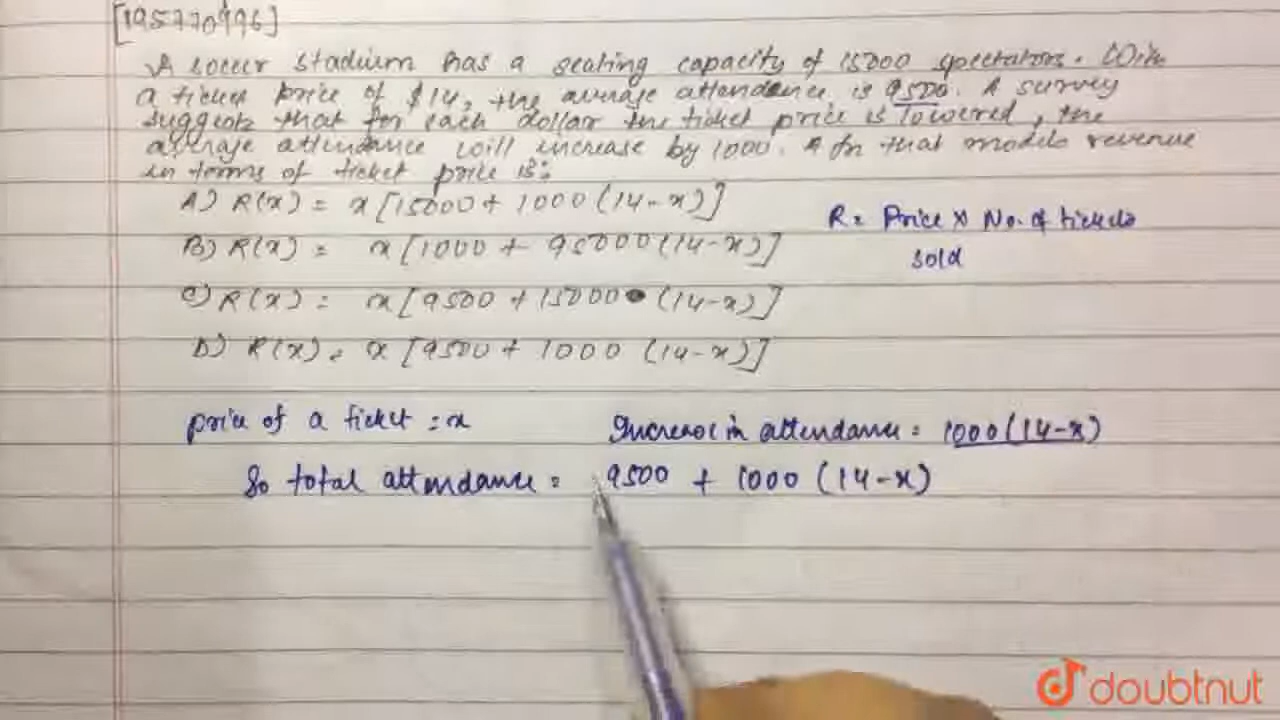 [195770996]
A soccer stadium has a seating capacity of 15000 spectators. With
a ticket price of $14, the average attendence is 9500. A survey
suggests that for each dollar the ticket price is lowered, the
average attendance will increase by 1000. A fn that models revenue
in terms of ticket price is:
A) R(x) = x[15000 + 1000(14-x)]
R = Price x No. of tickets
sold
B) R(x) = x[1000 + 95000(14-x)]
C) R(x) = x[9500 + 15000 (14-x)]
D) R(x) = x[9500 + 1000 (14-x)]
price of a ticket = x
Increase in attendance = 1000(14-x)
So total attendance = 9500 + 1000 (14-x)
doubtnut